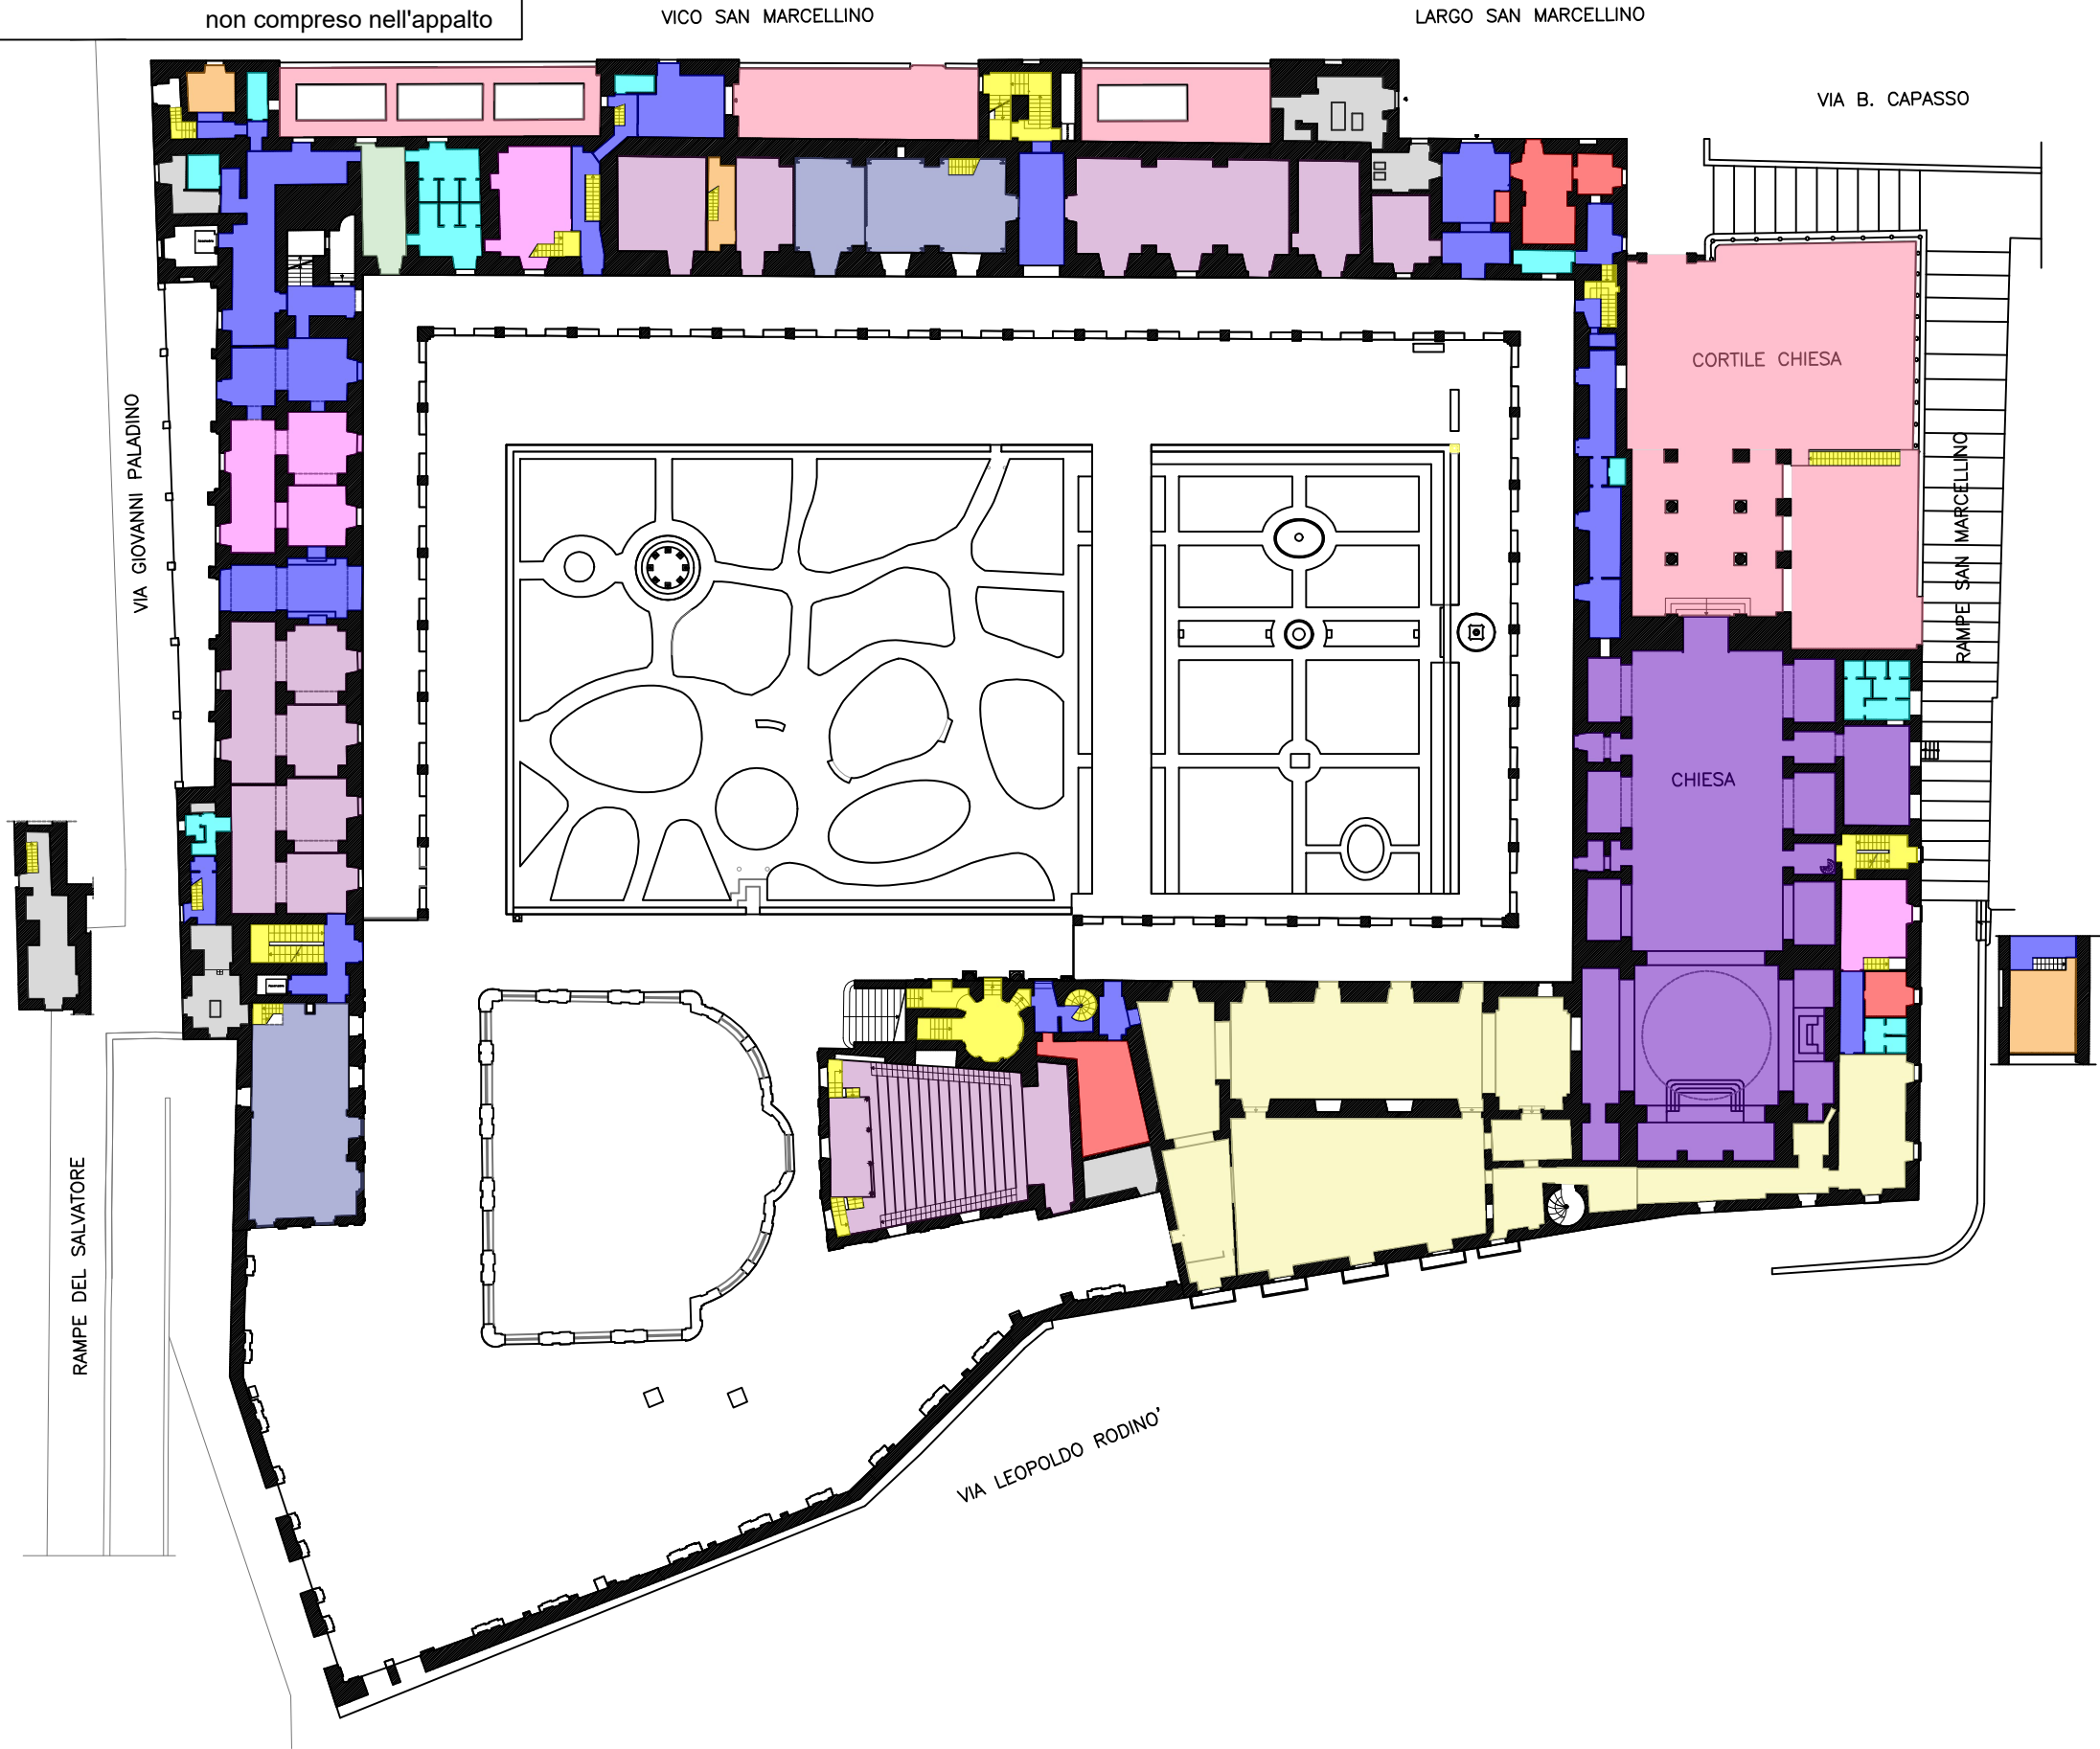 non compreso nell'appalto
VICO SAN MARCELLINO
LARGO SAN MARCELLINO
VIA B. CAPASSO
CORTILE CHIESA
VIA GIOVANNI PALADINO
RAMPE SAN MARCELLINO
CHIESA
RAMPE DEL SALVATORE
VIA LEOPOLDO RODINO'